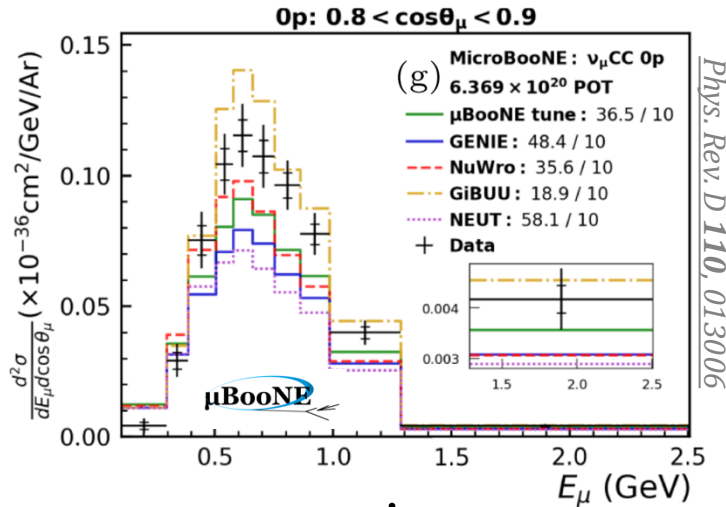 0p: 0.8 < cosθμ < 0.9
0.15
0.10
0.05
0.00
d²σ / dEμdcosθμ (×10⁻³⁶cm²/GeV/Ar)
(g)
MicroBooNE: νμCC 0p
6.369 × 10²⁰ POT
μBooNE tune: 36.5 / 10
GENIE: 48.4 / 10
NuWro: 35.6 / 10
GiBUU: 18.9 / 10
NEUT: 58.1 / 10
Data
0.004
0.003
1.5 2.0 2.5
μBooNE
0.5 1.0 1.5 2.0 2.5
Eμ (GeV)
Phys. Rev. D 110, 013006